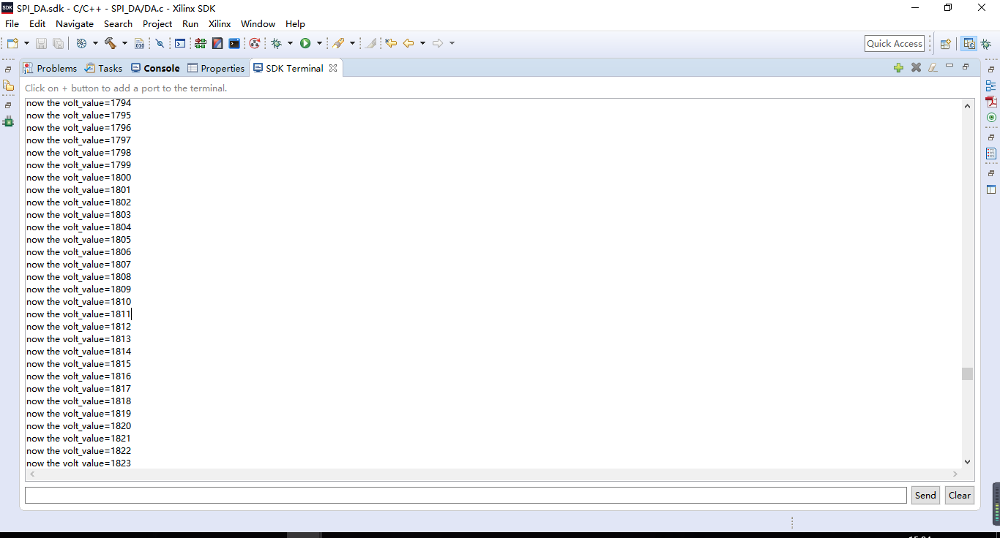 SPI_DA.sdk - C/C++ - SPI_DA/DA.c - Xilinx SDK
File Edit Navigate Search Project Run Xilinx Window Help
Quick Access
Problems Tasks Console Properties SDK Terminal
Click on + button to add a port to the terminal.
now the volt_value=1794
now the volt_value=1795
now the volt_value=1796
now the volt_value=1797
now the volt_value=1798
now the volt_value=1799
now the volt_value=1800
now the volt_value=1801
now the volt_value=1802
now the volt_value=1803
now the volt_value=1804
now the volt_value=1805
now the volt_value=1806
now the volt_value=1807
now the volt_value=1808
now the volt_value=1809
now the volt_value=1810
now the volt_value=1811
now the volt_value=1812
now the volt_value=1813
now the volt_value=1814
now the volt_value=1815
now the volt_value=1816
now the volt_value=1817
now the volt_value=1818
now the volt_value=1819
now the volt_value=1820
now the volt_value=1821
now the volt_value=1822
now the volt value=1823
Send Clear